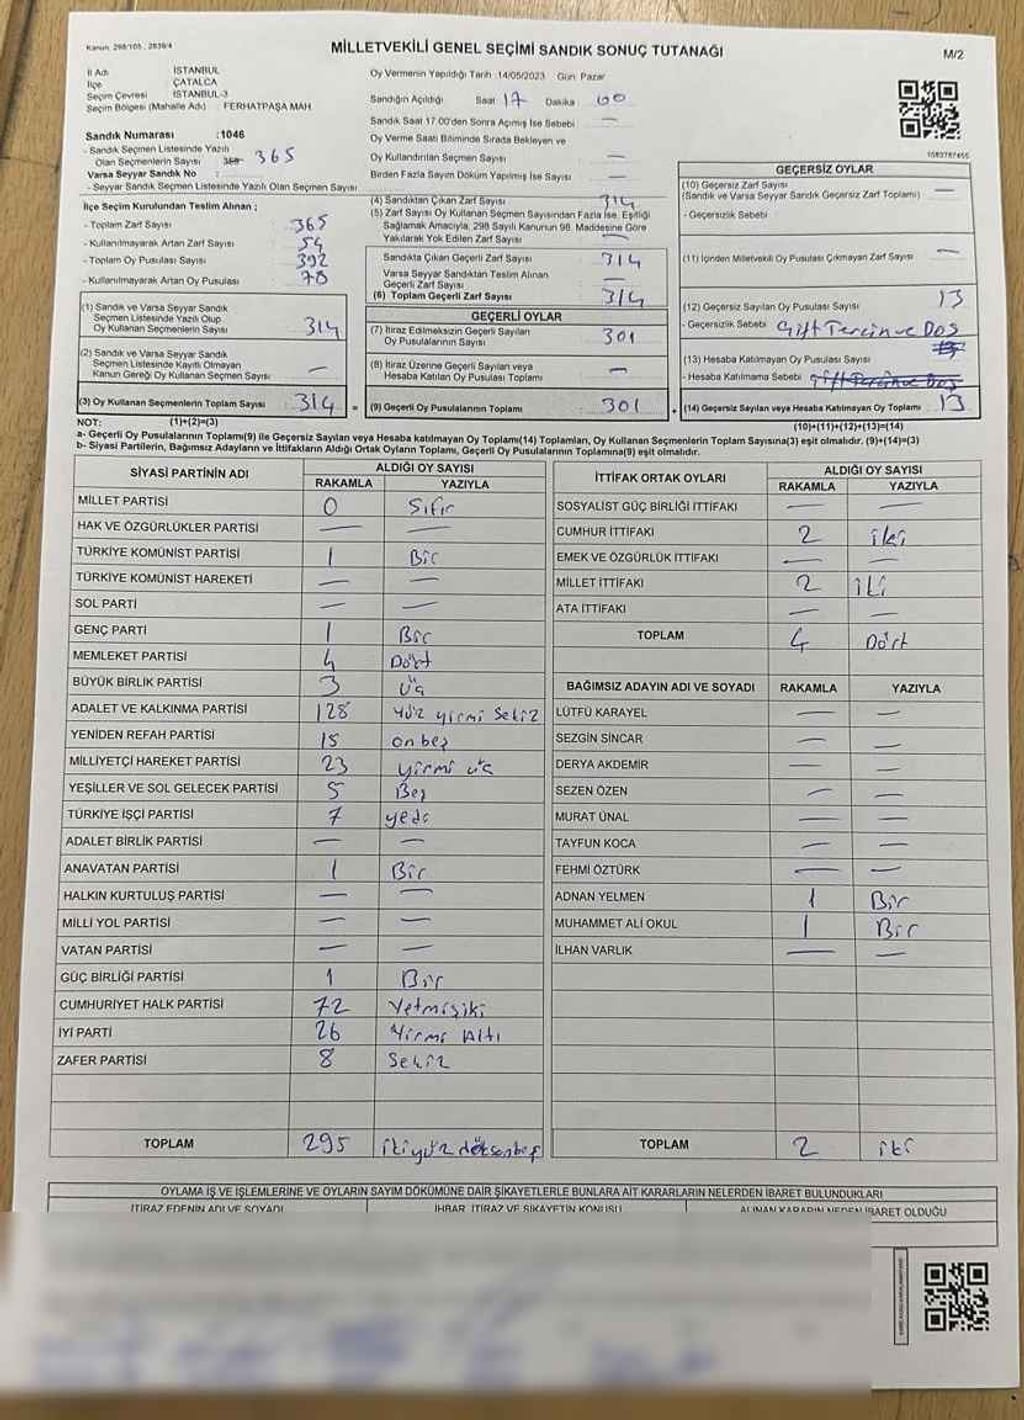 Kanun: 298/105 , 2839/4
MİLLETVEKİLİ GENEL SEÇİMİ SANDIK SONUÇ TUTANAĞI
M/2
İl Adı İSTANBUL
İlçe ÇATALCA
Seçim Çevresi İSTANBUL-3
Seçim Bölgesi (Mahalle Adı) : FERHATPAŞA MAH
Sandık Numarası :1046
- Sandık Seçmen Listesinde Yazılı
Olan Seçmenlerin Sayısı 365
Varsa Seyyar Sandık No :
- Seyyar Sandık Seçmen Listesinde Yazılı Olan Seçmen Sayısı
İlçe Seçim Kurulundan Teslim Alınan ;
- Toplam Zarf Sayısı 365
- Kullanılmayarak Artan Zarf Sayısı 54
- Toplam Oy Pusulası Sayısı 392
- Kullanılmayarak Artan Oy Pusulası 78
(1) Sandık ve Varsa Seyyar Sandık
Seçmen Listesinde Yazılı Olup
Oy Kullanan Seçmenlerin Sayısı 314
(2) Sandık ve Varsa Seyyar Sandık
Seçmen Listesinde Kayıtlı Olmayan
Kanun Gereği Oy Kullanan Seçmen Sayısı —
(3) Oy Kullanan Seçmenlerin Toplam Sayısı 314 =
(1)+(2)=(3)
Oy Vermenin Yapıldığı Tarih :14/05/2023 Gün: Pazar
Sandığın Açıldığı Saat 17 Dakika : 00
Sandık Saat 17.00'den Sonra Açımış İse Sebebi —
Oy Verme Saati Bitiminde Sırada Bekleyen ve
Oy Kullandırılan Seçmen Sayısı —
Birden Fazla Sayım Döküm Yapılmış İse Sayısı —
(4) Sandıktan Çıkan Zarf Sayısı 314
(5) Zarf Sayısı Oy Kullanan Seçmen Sayısından Fazla İse, Eşitliği
Sağlamak Amacıyla, 298 Sayılı Kanunun 98. Maddesine Göre
Yakılarak Yok Edilen Zarf Sayısı —
Sandıkta Çıkan Geçerli Zarf Sayısı 314
Varsa Seyyar Sandıktan Teslim Alınan
Geçerli Zarf Sayısı —
(6) Toplam Geçerli Zarf Sayısı 314
GEÇERLİ OYLAR
(7) İtiraz Edilmeksizin Geçerli Sayılan
Oy Pusulalarının Sayısı 301
(8) İtiraz Üzerine Geçerli Sayılan veya
Hesaba Katılan Oy Pusulaları Toplamı —
(9) Geçerli Oy Pusulalarının Toplamı 301 +
GEÇERSİZ OYLAR
(10) Geçersiz Zarf Sayısı
(Sandık ve Varsa Seyyar Sandık Geçersiz Zarf Toplamı) —
- Geçersizlik Sebebi
(11) İçinden Milletvekili Oy Pusulası Çıkmayan Zarf Sayısı —
(12) Geçersiz Sayılan Oy Pusulası Sayısı 13
- Geçersizlik Sebebi Çift Tercih ve Boş
(13) Hesaba Katılmayan Oy Pusulası Sayısı
- Hesaba Katılmama Sebebi
(14) Geçersiz Sayılan veya Hesaba Katılmayan Oy Toplamı 13
(10)+(11)+(12)+(13)=(14)
NOT:
a- Geçerli Oy Pusulalarının Toplamı(9) ile Geçersiz Sayılan veya Hesaba katılmayan Oy Toplamı(14) Toplamları, Oy Kullanan Seçmenlerin Toplam Sayısına(3) eşit olmalıdır. (9)+(14)=(3)
b- Siyasi Partilerin, Bağımsız Adayların ve İttifakların Aldığı Ortak Oyların Toplamı, Geçerli Oy Pusulalarının Toplamına(9) eşit olmalıdır.
SİYASİ PARTİNİN ADI ALDIĞI OY SAYISI
RAKAMLA YAZIYLA
MİLLET PARTİSİ 0 Sıfır
HAK VE ÖZGÜRLÜKLER PARTİSİ — —
TÜRKİYE KOMÜNİST PARTİSİ 1 Bir
TÜRKİYE KOMÜNİST HAREKETİ — —
SOL PARTİ — —
GENÇ PARTİ 1 Bir
MEMLEKET PARTİSİ 4 Dört
BÜYÜK BİRLİK PARTİSİ 3 üç
ADALET VE KALKINMA PARTİSİ 128 Yüz yirmi Sekiz
YENİDEN REFAH PARTİSİ 15 on beş
MİLLİYETÇİ HAREKET PARTİSİ 23 yirmi üç
YEŞİLLER VE SOL GELECEK PARTİSİ 5 Beş
TÜRKİYE İŞÇİ PARTİSİ 7 yedi
ADALET BİRLİK PARTİSİ — —
ANAVATAN PARTİSİ 1 Bir
HALKIN KURTULUŞ PARTİSİ — —
MİLLİ YOL PARTİSİ — —
VATAN PARTİSİ — —
GÜÇ BİRLİĞİ PARTİSİ 1 Bir
CUMHURİYET HALK PARTİSİ 72 Yetmişiki
İYİ PARTİ 26 Yirmi Altı
ZAFER PARTİSİ 8 Sekiz
TOPLAM 295 ikiyüz doksanbeş
İTTİFAK ORTAK OYLARI ALDIĞI OY SAYISI
RAKAMLA YAZIYLA
SOSYALİST GÜÇ BİRLİĞİ İTTİFAKI — —
CUMHUR İTTİFAKI 2 iki
EMEK VE ÖZGÜRLÜK İTTİFAKI — —
MİLLET İTTİFAKI 2 iki
ATA İTTİFAKI — —
TOPLAM 4 Dört
BAĞIMSIZ ADAYIN ADI VE SOYADI RAKAMLA YAZIYLA
LÜTFÜ KARAYEL — —
SEZGİN SİNCAR — —
DERYA AKDEMİR — —
SEZEN ÖZEN — —
MURAT ÜNAL — —
TAYFUN KOCA — —
FEHMİ ÖZTÜRK — —
ADNAN YELMEN 1 Bir
MUHAMMET ALİ OKUL 1 Bir
İLHAN VARLIK — —
TOPLAM 2 iki
OYLAMA İŞ VE İŞLEMLERİNE VE OYLARIN SAYIM DÖKÜMÜNE DAİR ŞİKAYETLERLE BUNLARA AİT KARARLARIN NELERDEN İBARET BULUNDUKLARI
İTİRAZ EDENİN ADI VE SOYADI İHBAR, İTİRAZ VE ŞİKAYETİN KONUSU ALINAN KARARIN NEDEN İBARET OLDUĞU